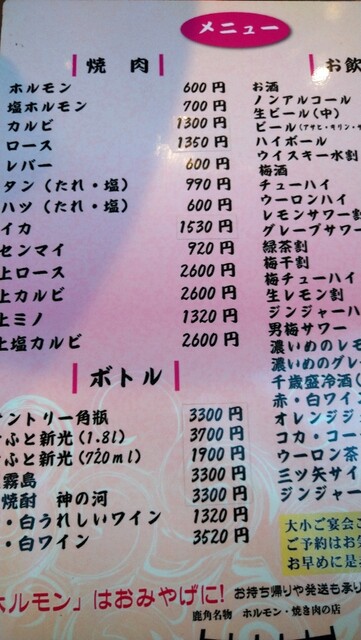 メニュー
焼肉
ホルモン 600円
塩ホルモン 700円
カルビ 1300円
ロース 1350円
レバー 600円
タン（たれ・塩） 990円
ハツ（たれ・塩） 600円
イカ 1530円
センマイ 920円
上ロース 2600円
上カルビ 2600円
上ミノ 1320円
上塩カルビ 2600円
ボトル
ントリー角瓶 3300円
ふと新光(1.8l) 3700円
ふと新光(720ml) 1900円
霧島 3300円
焼酎 神の河 3300円
・白うれしいワイン 1320円
・白ワイン 3520円
お飲
お酒
ノンアルコール
生ビール（中）
ビール(アサヒ・キリン・サ
ハイボール
ウイスキー水割
梅酒
チューハイ
ウーロンハイ
レモンサワー割
グレープサワー
緑茶割
梅干割
梅チューハイ
生レモン割
ジンジャーハ
男梅サワー
濃いめのレモ
濃いめのグレ
千歳盛冷酒（
赤・白ワイン
オレンジジ
コカ・コー
ウーロン茶
三ツ矢サイ
ジンジャー
大小ご宴会ご
ご予約はお気
お早めに是
ホルモン」はおみやげに! お持ち帰りや発送も承り
鹿角名物 ホルモン・焼き肉の店